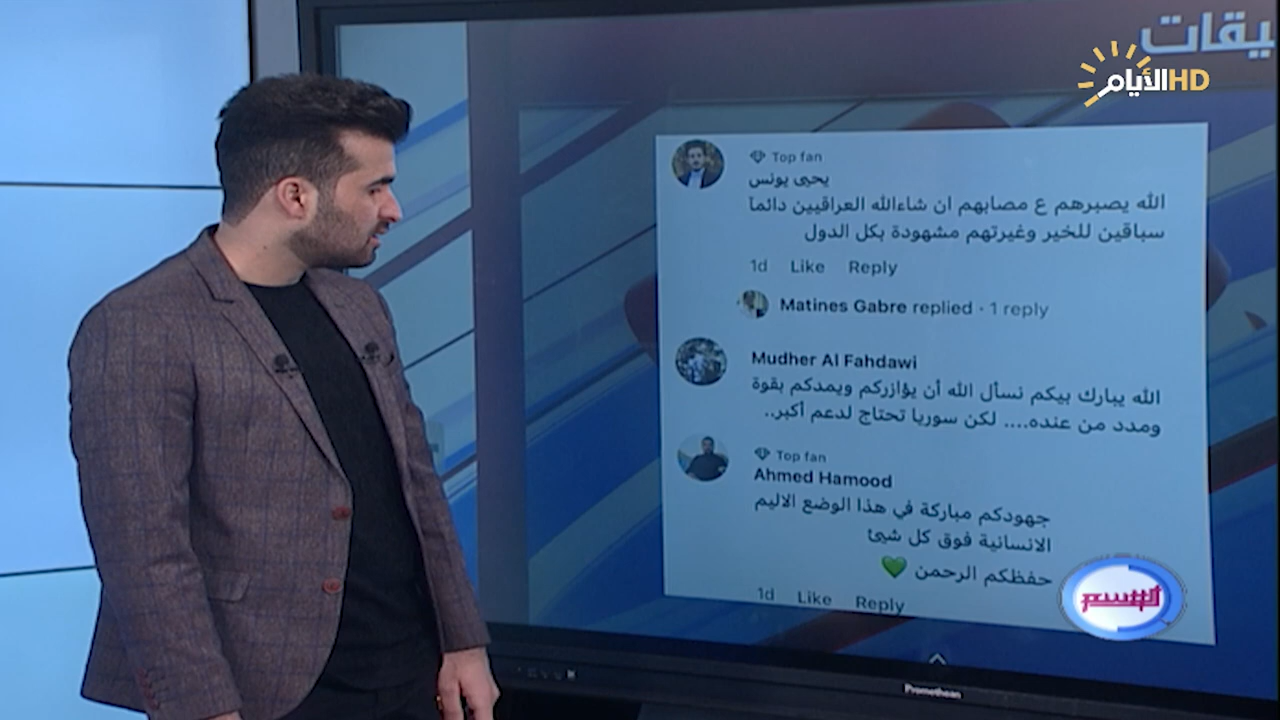 يقات
الأيام HD
Top fan
يحيى يونس
الله يصبرهم ع مصابهم ان شاءالله العراقيين دائماً
سباقين للخير وغيرتهم مشهودة بكل الدول
1d Like Reply
Matines Gabre replied · 1 reply
Mudher Al Fahdawi
الله يبارك بيكم نسأل الله أن يؤازركم ويمدكم بقوة
ومدد من عنده.... لكن سوريا تحتاج لدعم أكبر..
Top fan
Ahmed Hamood
جهودكم مباركة في هذا الوضع الاليم
الانسانية فوق كل شيئ
حفظكم الرحمن 💚
1d Like Reply
Promethean